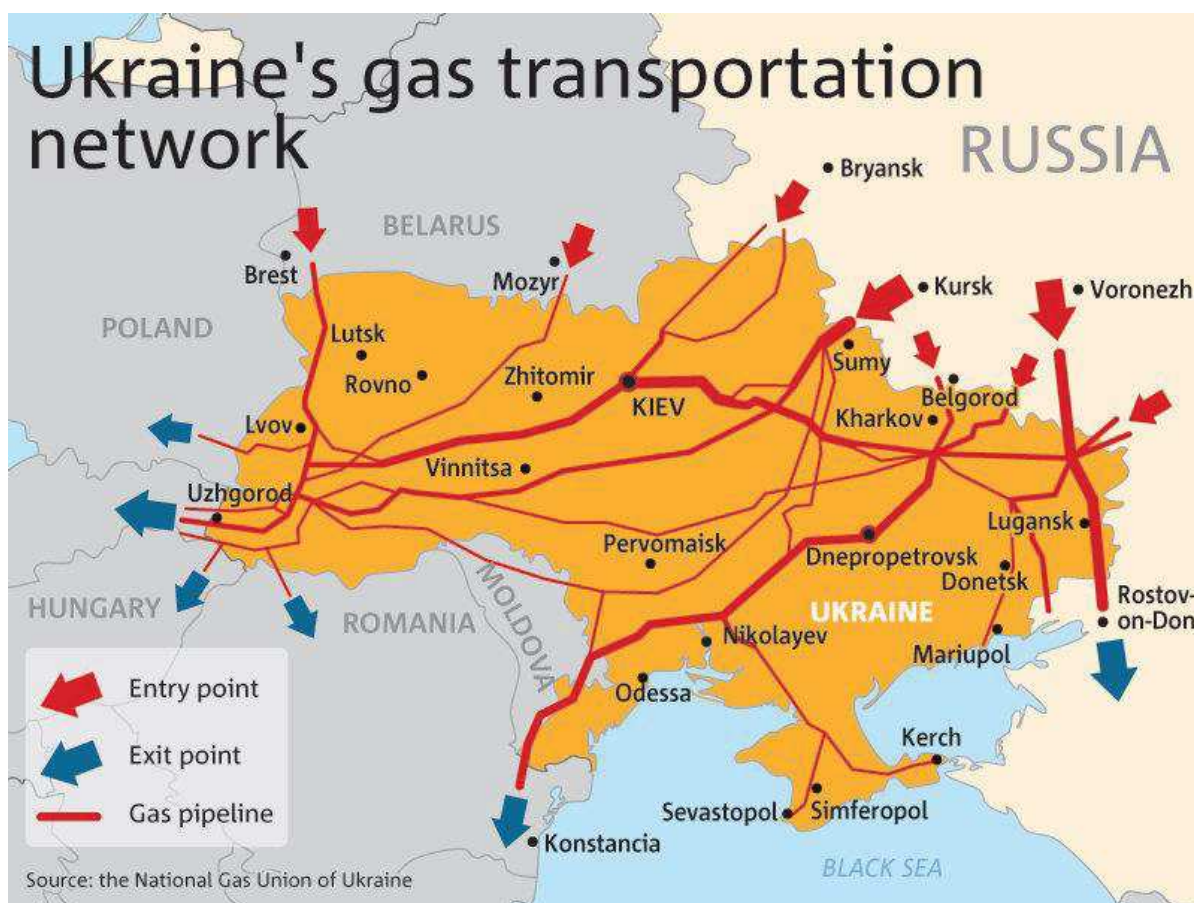 Ukraine's gas transportation
network
RUSSIA
Bryansk
BELARUS
Brest
Mozyr
Kursk
Voronezh
POLAND
Lutsk
Rovno
Zhitomir
KIEV
Sumy
Belgorod
Kharkov
Lvov
Vinnitsa
Uzhgorod
Lugansk
Pervomaisk
Dnepropetrovsk
Donetsk
HUNGARY
ROMANIA
MOLDOVA
UKRAINE
Rostov-
on-Don
Nikolayev
Mariupol
Odessa
Entry point
Exit point
Gas pipeline
Kerch
Sevastopol
Simferopol
Konstancia
BLACK SEA
Source: the National Gas Union of Ukraine